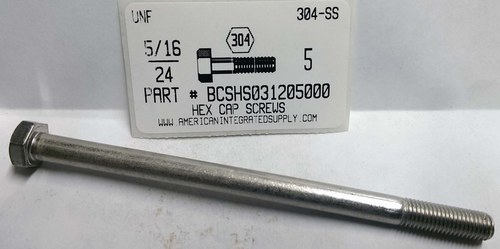 UNF 304-SS
5/16 304 5
24
PART # BCSHS031205000
HEX CAP SCREWS
WWW.AMERICANINTEGRATEDSUPPLY.COM